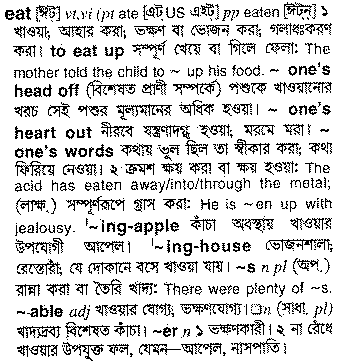 eat [ঈট্] vt,vi (pt ate [এট্ US এইট্] pp eaten [ঈট্ন্] ১
খাওয়া, আহার করা, ভক্ষণ বা ভোজন করা, গলাধঃকরণ
করা। to eat up সম্পূর্ণ খেয়ে বা গিলে ফেলা: The
mother told the child to ~ up his food. ~ one's
head off (বিশেষত প্রাণী সম্পর্কে) পশুকে খাওয়ানোর
খরচ সেই পশুর মূল্যমানের অধিক হওয়া। ~ one's
heart out নীরবে যন্ত্রণাদগ্ধ হওয়া, মরমে মরা। ~
one's words কথায় ভুল ছিল তা স্বীকার করা, কথা
ফিরিয়ে নেওয়া। ২ ক্রমশ ক্ষয় করা বা ক্ষয় হওয়া: The
acid has eaten away/into/through the metal;
(লাক্ষ.) সম্পূর্ণরূপে গ্রাস করা: He is ~en up with
jealousy. ˈ~ing-apple কাঁচা অবস্থায় খাওয়ার
উপযোগী আপেল। ˈ~ing-house ভোজনশালা,
রেস্তোরাঁ, যে দোকানে বসে খাওয়া যায়। ~s n pl (অপ.)
রান্না করা বা তৈরি খাদ্য: There were plenty of ~s.
~able adj খাওয়ার যোগ্য, ভক্ষণযোগ্য। □n (সাধা. pl)
খাদ্যদ্রব্য বিশেষত কাঁচা। ~er n ১ ভক্ষণকারী। ২ না রেঁধে
খাওয়ার উপযুক্ত ফল, যেমন—আপেল, নাসপাতি।